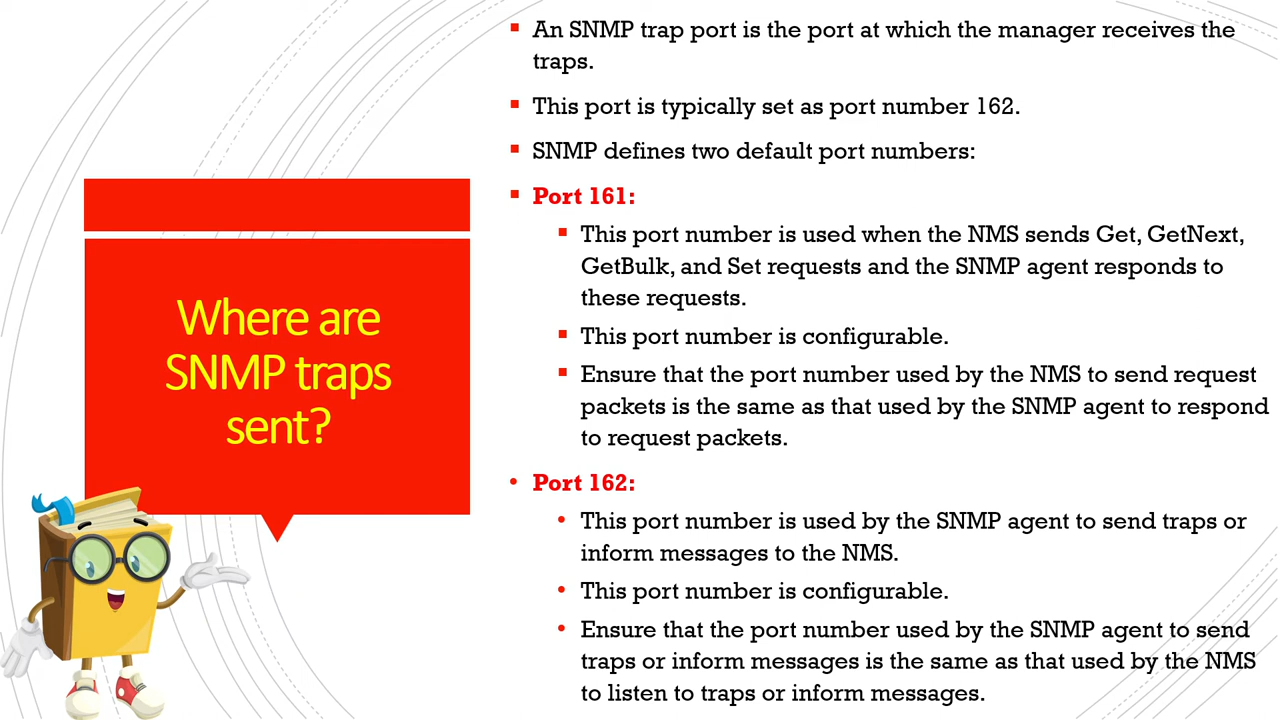 Where are
SNMP traps
sent?
An SNMP trap port is the port at which the manager receives the
traps.
This port is typically set as port number 162.
SNMP defines two default port numbers:
Port 161:
This port number is used when the NMS sends Get, GetNext,
GetBulk, and Set requests and the SNMP agent responds to
these requests.
This port number is configurable.
Ensure that the port number used by the NMS to send request
packets is the same as that used by the SNMP agent to respond
to request packets.
Port 162:
This port number is used by the SNMP agent to send traps or
inform messages to the NMS.
This port number is configurable.
Ensure that the port number used by the SNMP agent to send
traps or inform messages is the same as that used by the NMS
to listen to traps or inform messages.